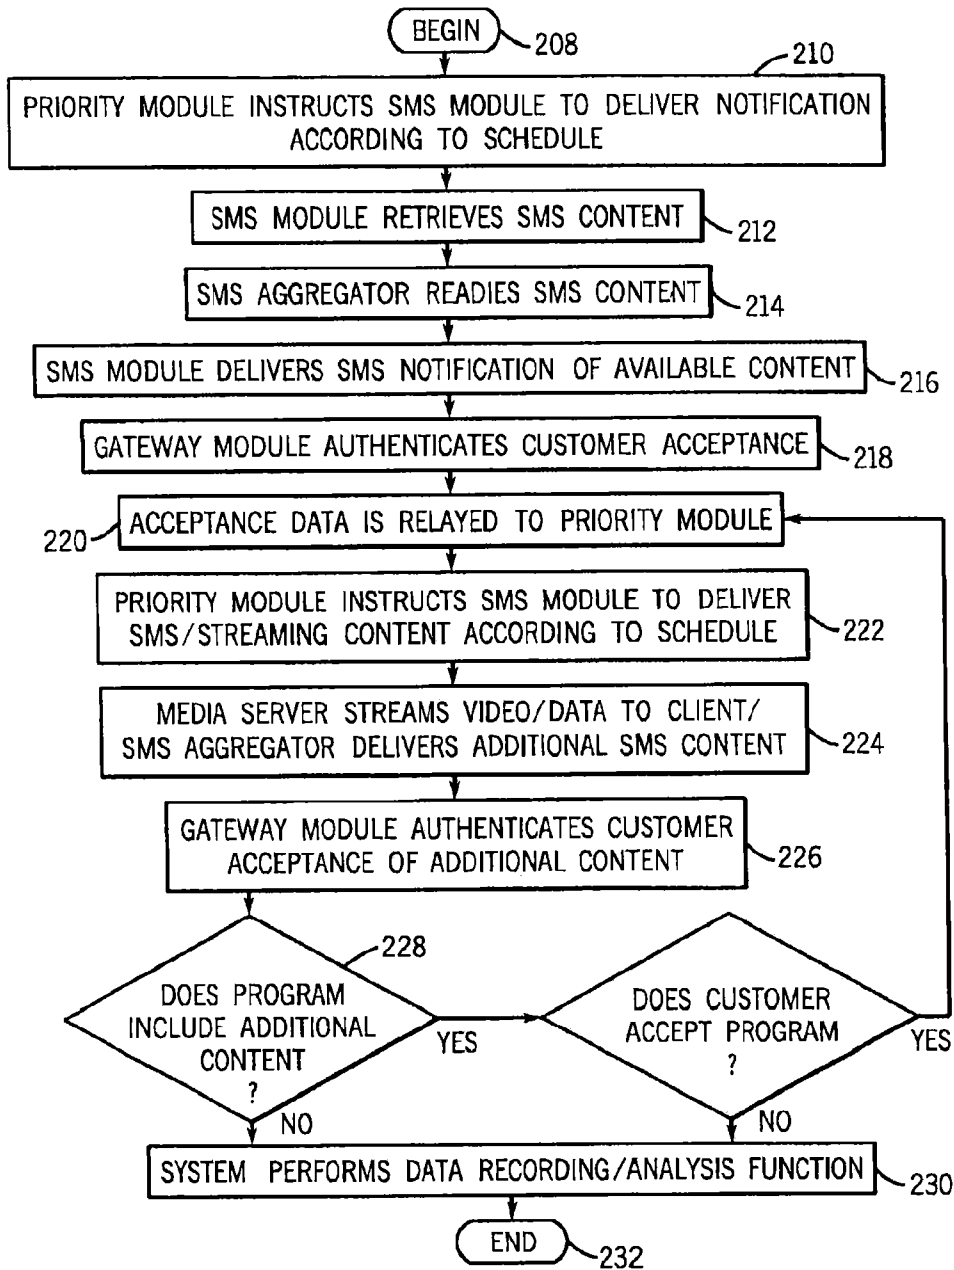 BEGIN
208
210
PRIORITY MODULE INSTRUCTS SMS MODULE TO DELIVER NOTIFICATION
ACCORDING TO SCHEDULE
SMS MODULE RETRIEVES SMS CONTENT
212
SMS AGGREGATOR READIES SMS CONTENT
214
SMS MODULE DELIVERS SMS NOTIFICATION OF AVAILABLE CONTENT
216
GATEWAY MODULE AUTHENTICATES CUSTOMER ACCEPTANCE
218
ACCEPTANCE DATA IS RELAYED TO PRIORITY MODULE
220
PRIORITY MODULE INSTRUCTS SMS MODULE TO DELIVER
SMS/STREAMING CONTENT ACCORDING TO SCHEDULE
222
MEDIA SERVER STREAMS VIDEO/DATA TO CLIENT/
SMS AGGREGATOR DELIVERS ADDITIONAL SMS CONTENT
224
GATEWAY MODULE AUTHENTICATES CUSTOMER
ACCEPTANCE OF ADDITIONAL CONTENT
226
228
DOES PROGRAM
INCLUDE ADDITIONAL
CONTENT
?
YES
NO
DOES CUSTOMER
ACCEPT PROGRAM
?
YES
NO
SYSTEM PERFORMS DATA RECORDING/ANALYSIS FUNCTION
230
END
232